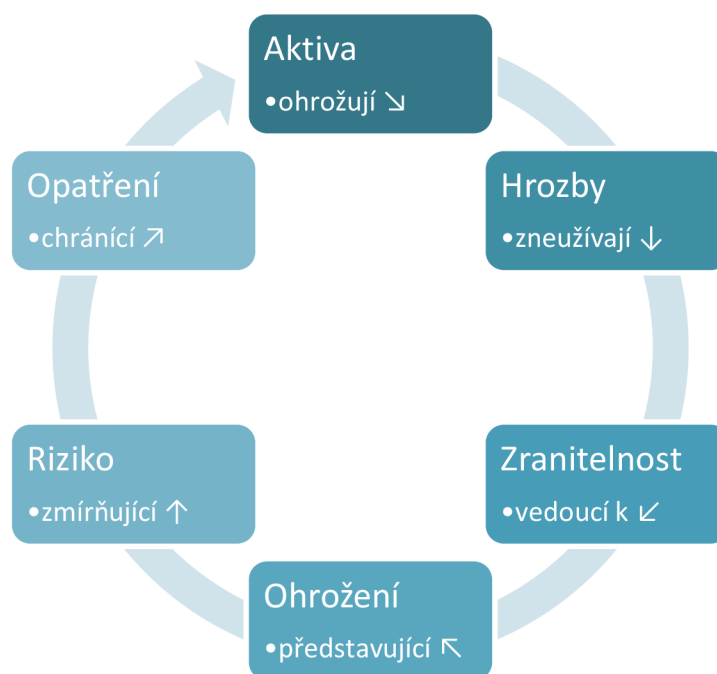 Aktiva
•ohrožují ↘
Hrozby
•zneužívají ↓
Zranitelnost
•vedoucí k ↙
Ohrožení
•představující ↖
Riziko
•zmírňující ↑
Opatření
•chránící ↗